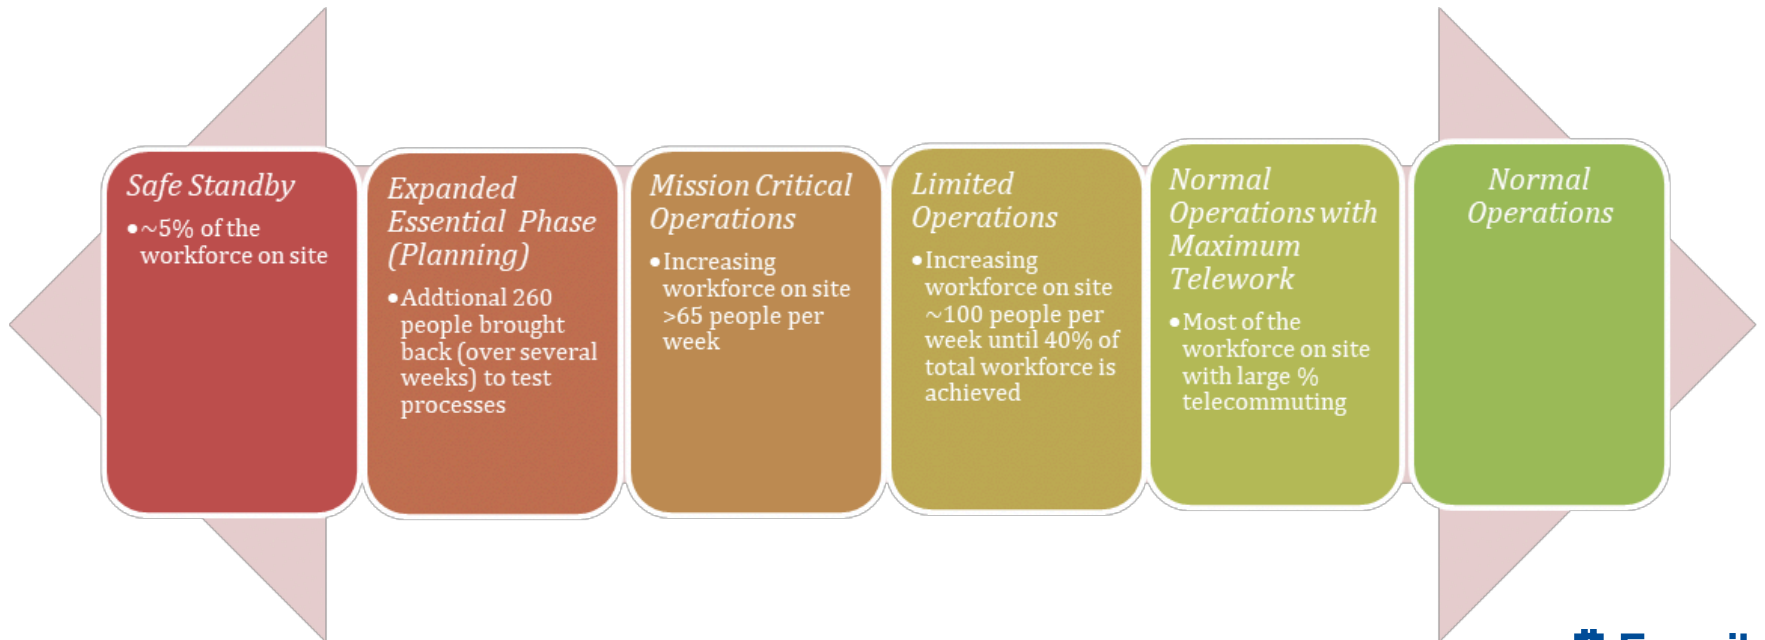 Safe Standby
•~5% of the
workforce on site
Expanded
Essential Phase
(Planning)
•Addtional 260
people brought
back (over several
weeks) to test
processes
Mission Critical
Operations
•Increasing
workforce on site
>65 people per
week
Limited
Operations
•Increasing
workforce on site
~100 people per
week until 40% of
total workforce is
achieved
Normal
Operations with
Maximum
Telework
•Most of the
workforce on site
with large %
telecommuting
Normal
Operations